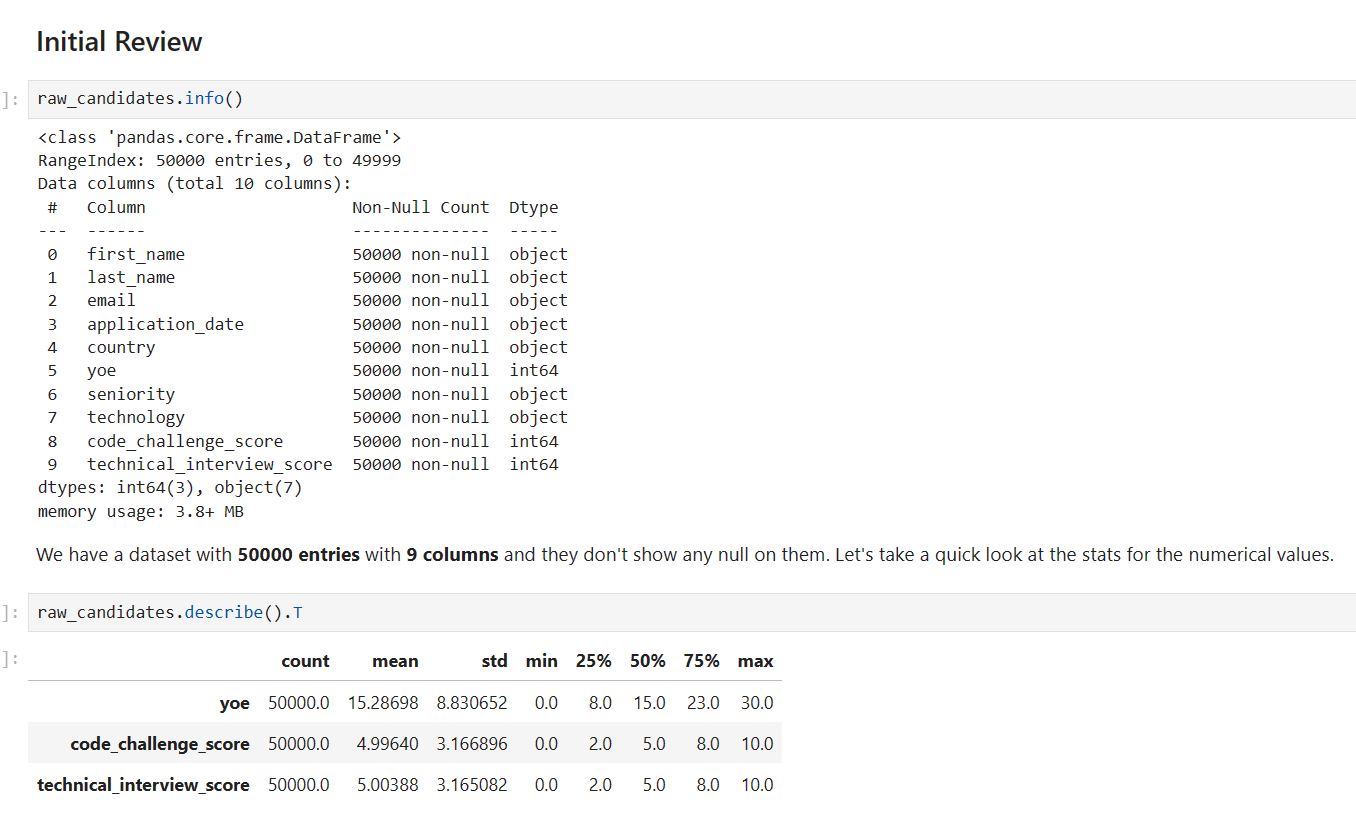 Initial Review
]: raw_candidates.info()
<class 'pandas.core.frame.DataFrame'>
RangeIndex: 50000 entries, 0 to 49999
Data columns (total 10 columns):
 #   Column                     Non-Null Count  Dtype
---  ------                     --------------  -----
 0   first_name                 50000 non-null  object
 1   last_name                  50000 non-null  object
 2   email                      50000 non-null  object
 3   application_date           50000 non-null  object
 4   country                    50000 non-null  object
 5   yoe                        50000 non-null  int64
 6   seniority                  50000 non-null  object
 7   technology                 50000 non-null  object
 8   code_challenge_score       50000 non-null  int64
 9   technical_interview_score  50000 non-null  int64
dtypes: int64(3), object(7)
memory usage: 3.8+ MB
We have a dataset with 50000 entries with 9 columns and they don't show any null on them. Let's take a quick look at the stats for the numerical values.
]: raw_candidates.describe().T
]: count mean std min 25% 50% 75% max
yoe 50000.0 15.28698 8.830652 0.0 8.0 15.0 23.0 30.0
code_challenge_score 50000.0 4.99640 3.166896 0.0 2.0 5.0 8.0 10.0
technical_interview_score 50000.0 5.00388 3.165082 0.0 2.0 5.0 8.0 10.0